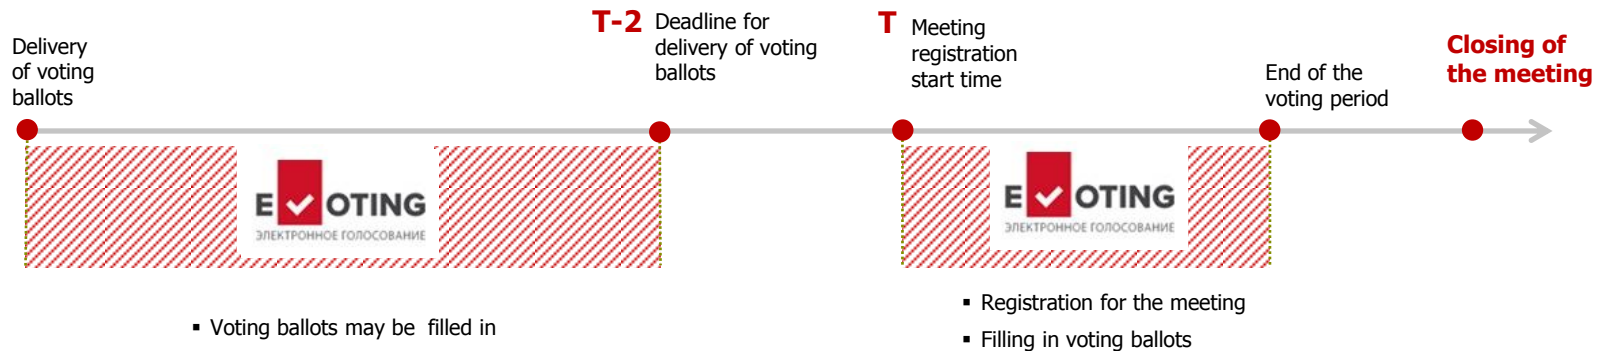 Delivery
of voting
ballots
T-2
Deadline for
delivery of voting
ballots
T
Meeting
registration
start time
End of the
voting period
Closing of
the meeting
E OTING
ЭЛЕКТРОННОЕ ГОЛОСОВАНИЕ
E OTING
ЭЛЕКТРОННОЕ ГОЛОСОВАНИЕ
▪ Voting ballots may be filled in
▪ Registration for the meeting
▪ Filling in voting ballots